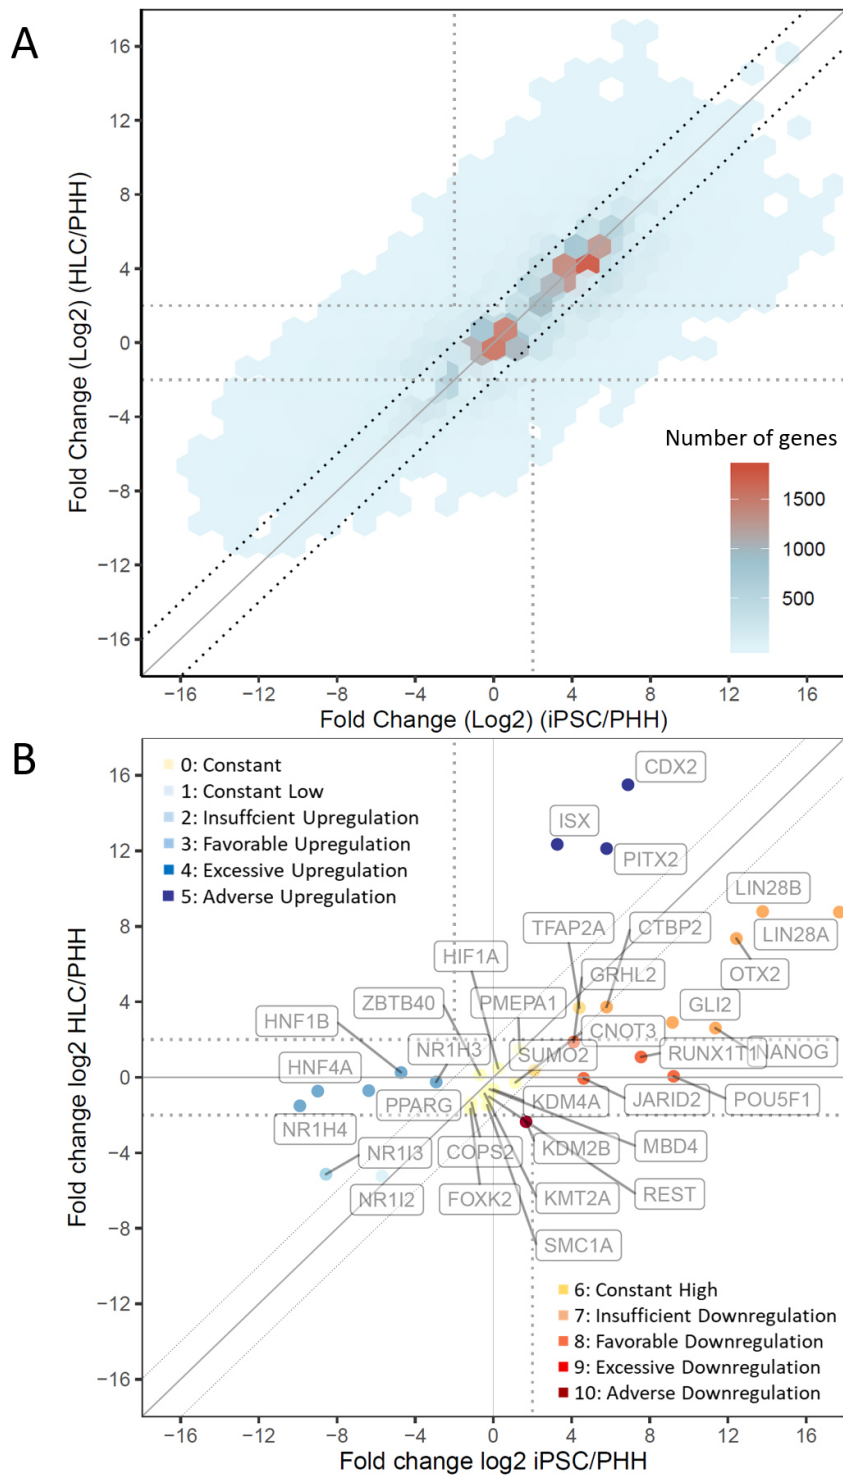 A
Fold Change (Log2) (HLC/PHH)
16
12
8
4
0
−4
−8
−12
−16
Number of genes
1500
1000
500
−16 −12 −8 −4 0 4 8 12 16
Fold Change (Log2) (iPSC/PHH)
B
Fold change log2 HLC/PHH
16
12
8
4
0
−4
−8
−12
−16
0: Constant
1: Constant Low
2: Insuffcient Upregulation
3: Favorable Upregulation
4: Excessive Upregulation
5: Adverse Upregulation
CDX2
ISX
PITX2
LIN28B
TFAP2A
CTBP2
LIN28A
HIF1A
GRHL2
OTX2
ZBTB40
PMEPA1
GLI2
HNF1B
CNOT3
NR1H3
SUMO2
RUNX1T1
NANOG
HNF4A
PPARG
KDM4A
JARID2
POU5F1
NR1H4
NR1I3
COPS2
KDM2B
MBD4
NR1I2
FOXK2
KMT2A
REST
SMC1A
6: Constant High
7: Insufficient Downregulation
8: Favorable Downregulation
9: Excessive Downregulation
10: Adverse Downregulation
−16 −12 −8 −4 0 4 8 12 16
Fold change log2 iPSC/PHH